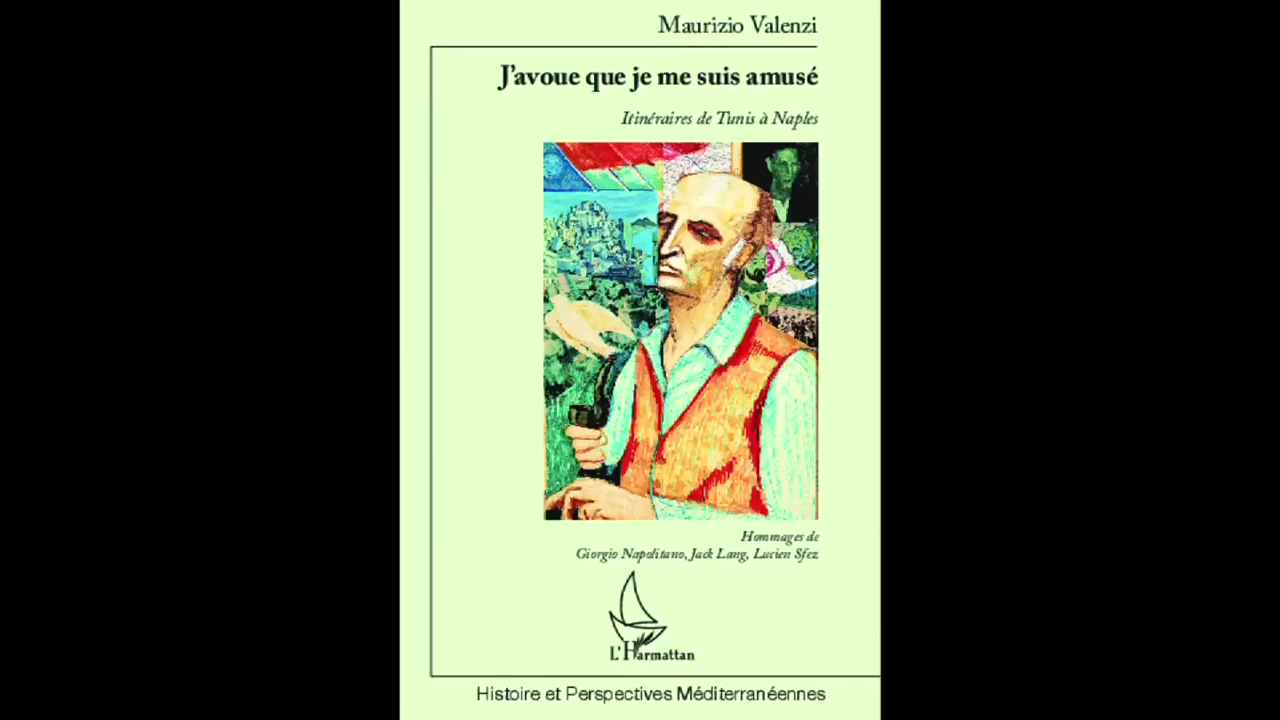 Maurizio Valenzi
J'avoue que je me suis amusé
Itinéraires de Tunis à Naples
Hommages de
Giorgio Napolitano, Jack Lang, Lucien Sfez
L'Harmattan
Histoire et Perspectives Méditerranéennes